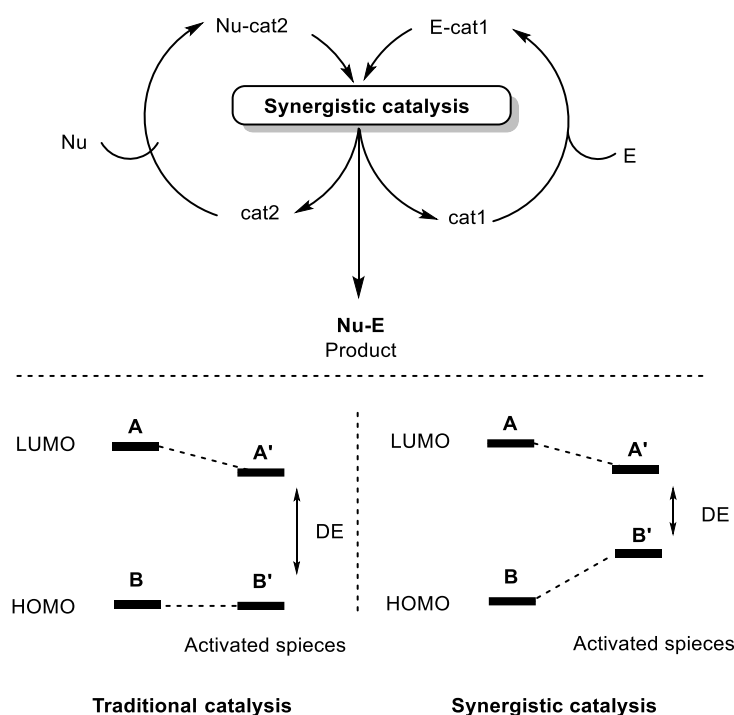 Nu-cat2
E-cat1
Synergistic catalysis
Nu
E
cat2
cat1
Nu-E
Product
A
LUMO
A'
DE
B
B'
HOMO
Activated spieces
Traditional catalysis
A
LUMO
A'
DE
B'
B
HOMO
Activated spieces
Synergistic catalysis